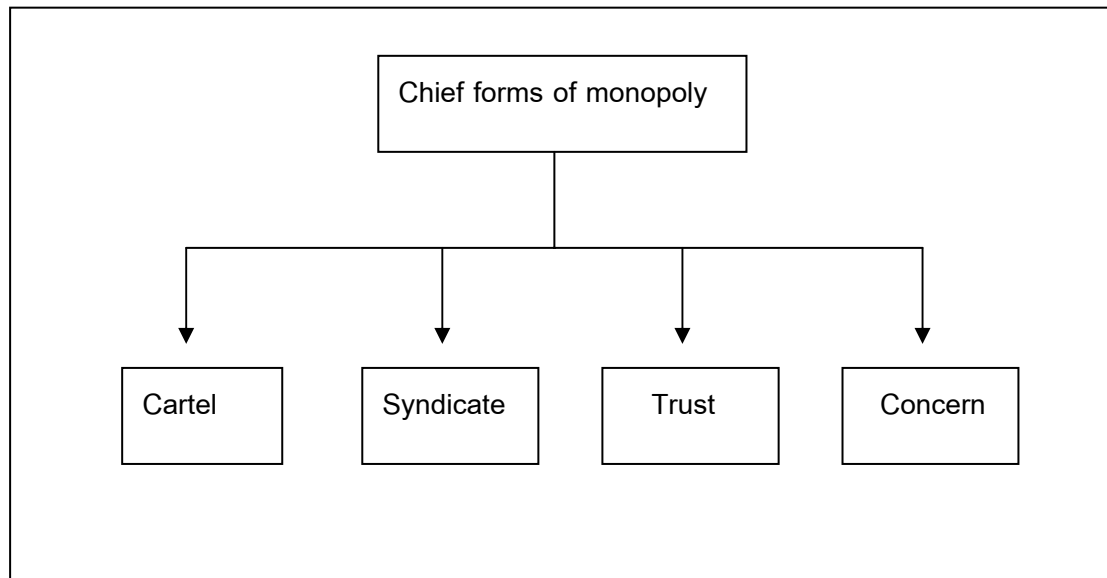 Chief forms of monopoly
Cartel
Syndicate
Trust
Concern